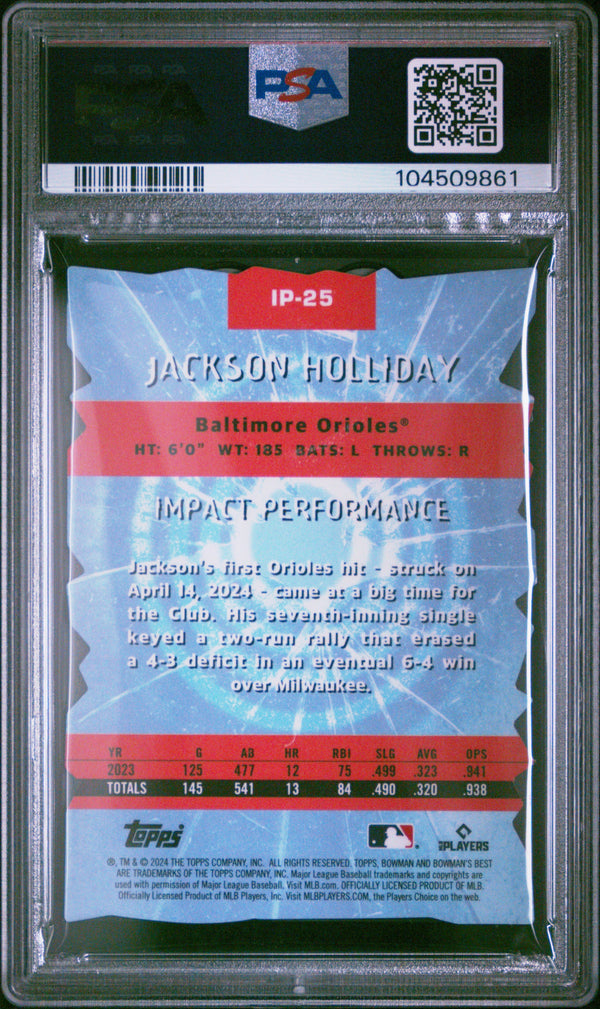 PSA
104509861
IP-25
JACKSON HOLLIDAY
Baltimore Orioles®
HT: 6'0" WT: 185 BATS: L THROWS: R
IMPACT PERFORMANCE
Jackson's first Orioles hit - struck on
April 14, 2024 - came at a big time for
the Club. His seventh-inning single
keyed a two-run rally that erased
a 4-3 deficit in an eventual 6-4 win
over Milwaukee.
YR G AB HR RBI SLG AVG OPS
2023 125 477 12 75 .499 .323 .941
TOTALS 145 541 13 84 .490 .320 .938
topps PLAYERS
®, TM & © 2024 THE TOPPS COMPANY, INC. ALL RIGHTS RESERVED. TOPPS, BOWMAN AND BOWMAN'S BEST
ARE TRADEMARKS OF THE TOPPS COMPANY, INC. Major League Baseball trademarks and copyrights are
used with permission of Major League Baseball. Visit MLB.com. OFFICIALLY LICENSED PRODUCT OF MLB.
Officially Licensed Product of MLB Players, Inc. Visit MLBPLAYERS.COM, the Players Choice on the web.